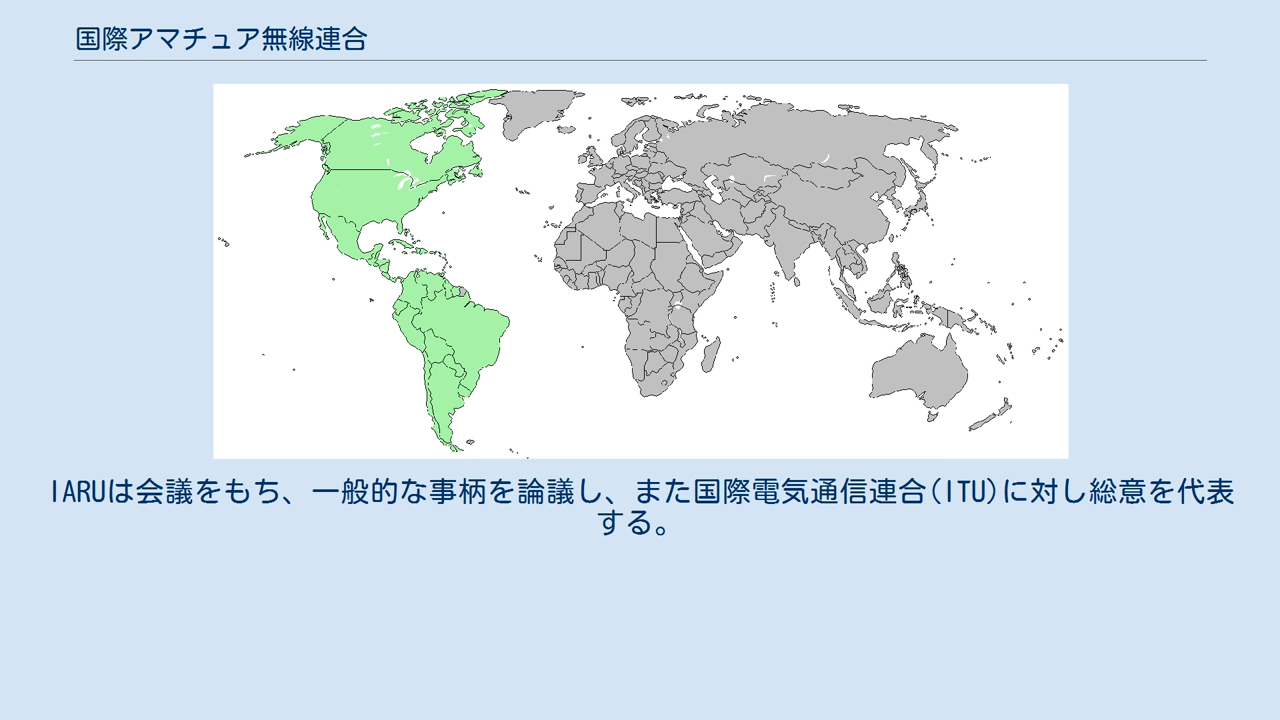 国際アマチュア無線連合
IARUは会議をもち、一般的な事柄を論議し、また国際電気通信連合(ITU)に対し総意を代表
する。